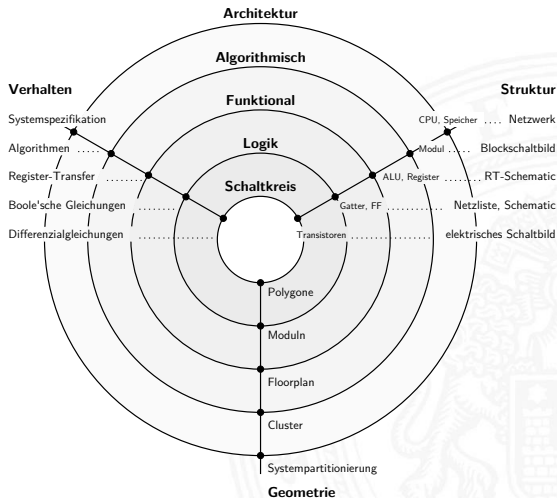 Architektur
Algorithmisch
Verhalten
Struktur
Funktional
Systemspezifikation
CPU, Speicher .... Netzwerk
Logik
Algorithmen .....
Modul ..... Blockschaltbild
Schaltkreis
Register-Transfer ......
ALU, Register ........ RT-Schematic
Boole'sche Gleichungen ........
Gatter, FF ........... Netzliste, Schematic
Differenzialgleichungen ................
Transistoren ................ elektrisches Schaltbild
Polygone
Moduln
Floorplan
Cluster
Systempartitionierung
Geometrie